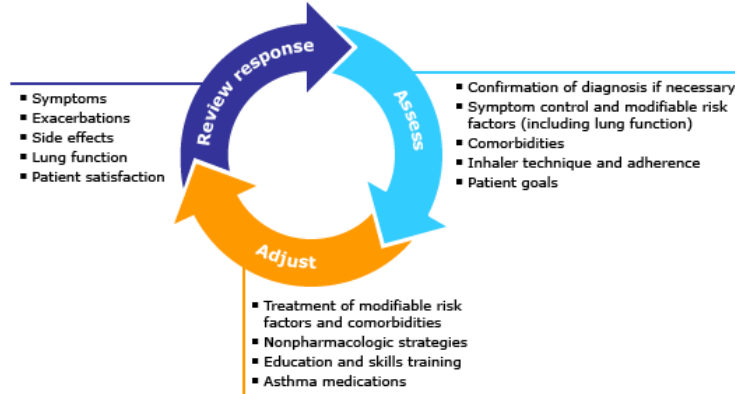 Review response
▪ Symptoms
▪ Exacerbations
▪ Side effects
▪ Lung function
▪ Patient satisfaction
Assess
▪ Confirmation of diagnosis if necessary
▪ Symptom control and modifiable risk
factors (including lung function)
▪ Comorbidities
▪ Inhaler technique and adherence
▪ Patient goals
Adjust
▪ Treatment of modifiable risk
factors and comorbidities
▪ Nonpharmacologic strategies
▪ Education and skills training
▪ Asthma medications